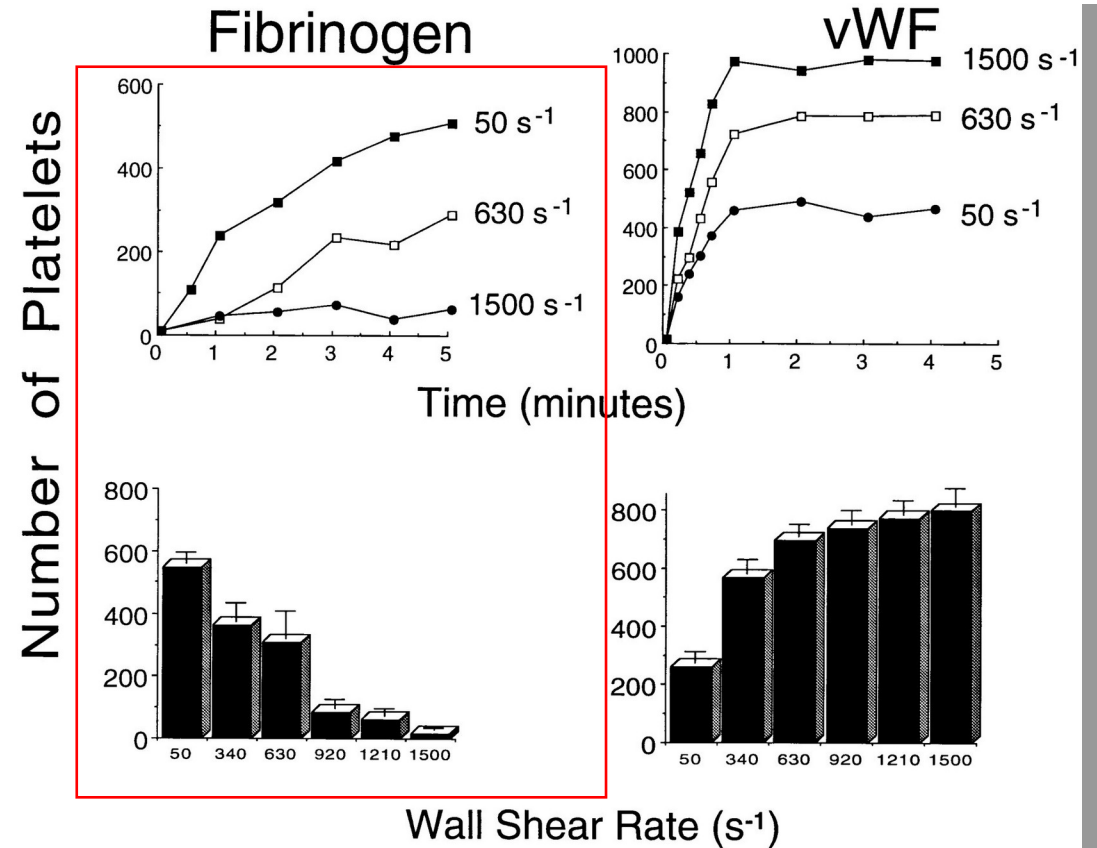 Fibrinogen
vWF
Number of Platelets
600
400
200
0
0 1 2 3 4 5
50 s-1
630 s-1
1500 s-1
1000
800
600
400
200
0
0 1 2 3 4 5
1500 s-1
630 s-1
50 s-1
Time (minutes)
800
600
400
200
0
50 340 630 920 1210 1500
800
600
400
200
0
50 340 630 920 1210 1500
Wall Shear Rate (s-1)